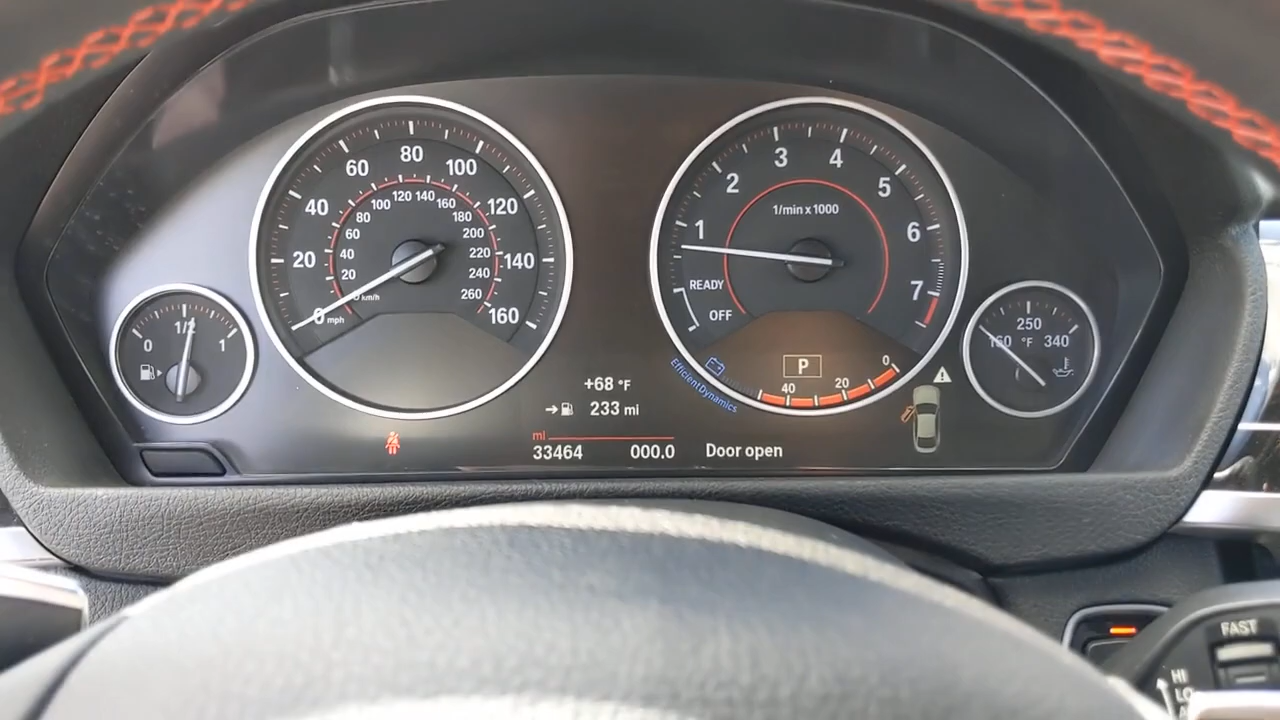 60 80 100
40 120
20 140
0 mph 160
100 120 140 160
80 180
60 200
40 220
20 240
0 km/h 260
3 4
2 5
1 6
7
1/min x 1000
READY
OFF
P
40 20 0
EfficientDynamics
0 1/2 1
250
160 °F 340
+68 °F
233 mi
mi
33464 000.0
Door open
FAST
HI
LO